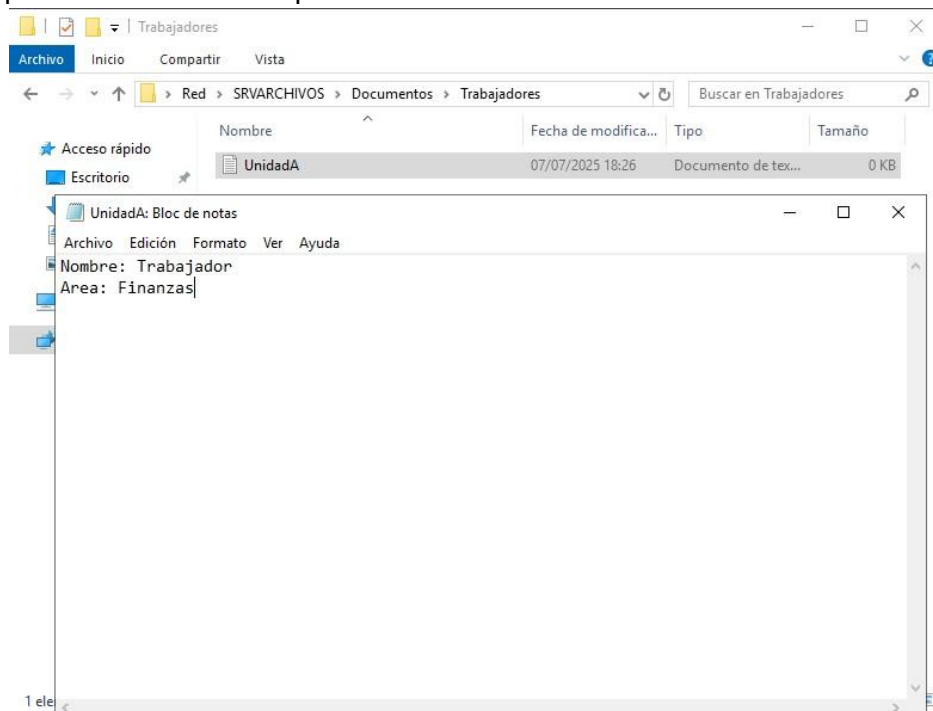 Trabajadores
Archivo Inicio Compartir Vista
Red > SRVARCHIVOS > Documentos > Trabajadores Buscar en Trabajadores
Nombre Fecha de modifica... Tipo Tamaño
Acceso rápido
UnidadA 07/07/2025 18:26 Documento de tex... 0 KB
Escritorio
UnidadA: Bloc de notas
Archivo Edición Formato Ver Ayuda
Nombre: Trabajador
Area: Finanzas
1 ele